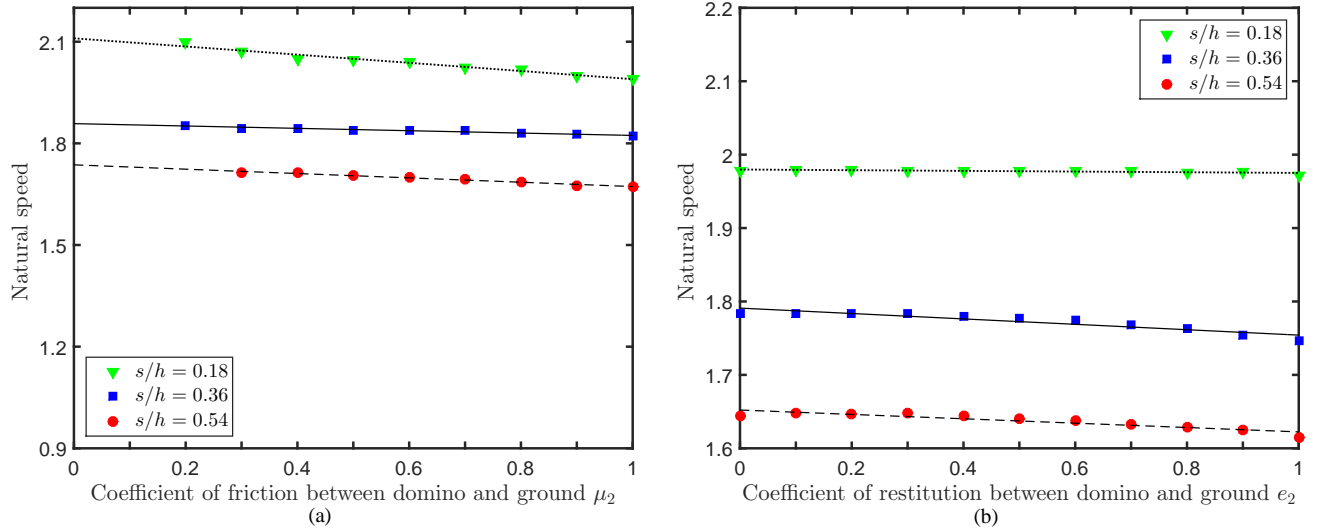 2.1
1.8
1.5
1.2
0.9
Natural speed
s/h = 0.18
s/h = 0.36
s/h = 0.54
0 0.2 0.4 0.6 0.8 1
Coefficient of friction between domino and ground μ₂
(a)
2.2
2.1
2
1.9
1.8
1.7
1.6
Natural speed
s/h = 0.18
s/h = 0.36
s/h = 0.54
0 0.2 0.4 0.6 0.8 1
Coefficient of restitution between domino and ground e₂
(b)